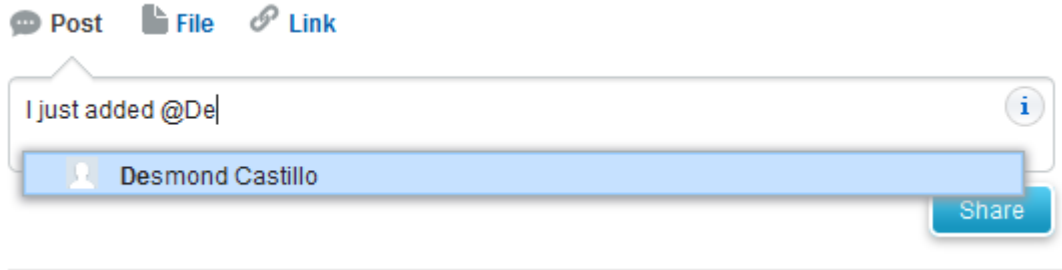 Post File Link
I just added @De
i
Desmond Castillo
Share